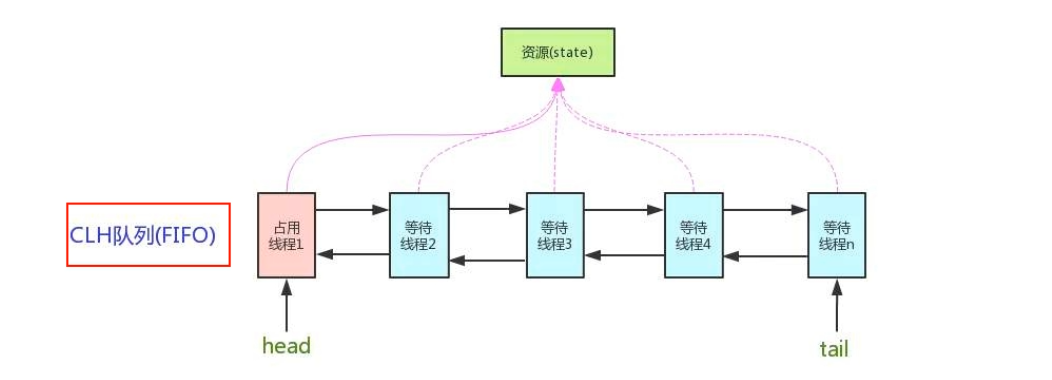 资源(state)
CLH队列(FIFO)
占用
线程1
等待
线程2
等待
线程3
等待
线程4
等待
线程n
head
tail